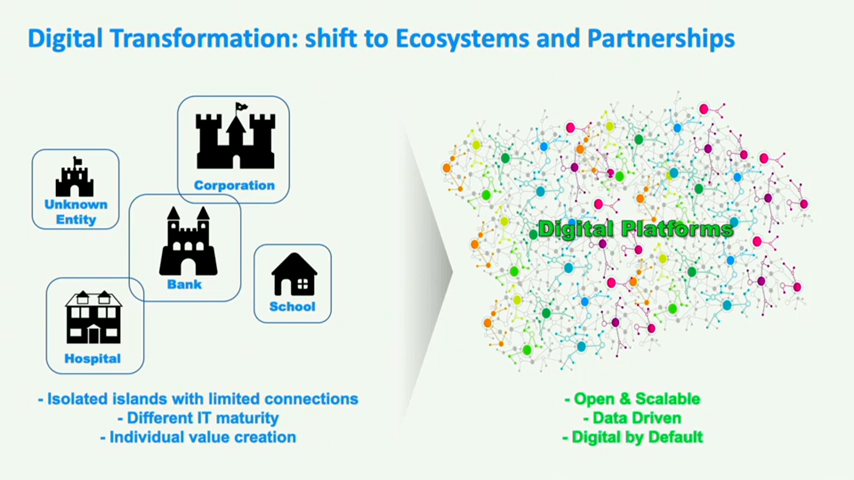 Digital Transformation: shift to Ecosystems and Partnerships
Corporation
Unknown
Entity
Bank
School
Hospital
Digital Platforms
- Isolated islands with limited connections
- Different IT maturity
- Individual value creation
- Open & Scalable
- Data Driven
- Digital by Default